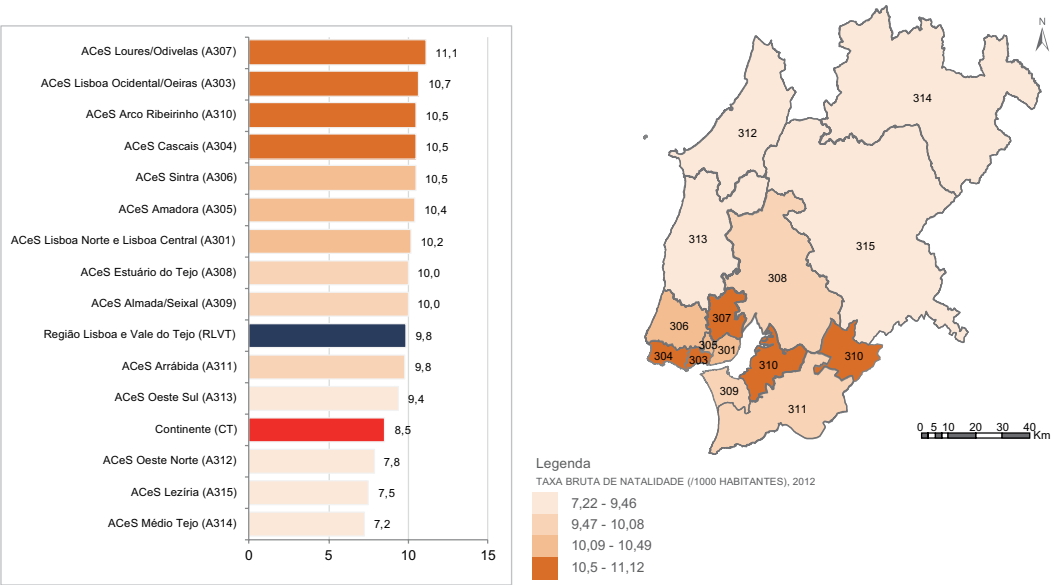 ACeS Loures/Odivelas (A307) 11,1
ACeS Lisboa Ocidental/Oeiras (A303) 10,7
ACeS Arco Ribeirinho (A310) 10,5
ACeS Cascais (A304) 10,5
ACeS Sintra (A306) 10,5
ACeS Amadora (A305) 10,4
ACeS Lisboa Norte e Lisboa Central (A301) 10,2
ACeS Estuário do Tejo (A308) 10,0
ACeS Almada/Seixal (A309) 10,0
Região Lisboa e Vale do Tejo (RLVT) 9,8
ACeS Arrábida (A311) 9,8
ACeS Oeste Sul (A313) 9,4
Continente (CT) 8,5
ACeS Oeste Norte (A312) 7,8
ACeS Lezíria (A315) 7,5
ACeS Médio Tejo (A314) 7,2
0 5 10 15
N
314
312
313
315
308
307
306
305
301
304
303
310
310
309
311
0 5 10 20 30 40
Km
Legenda
TAXA BRUTA DE NATALIDADE (/1000 HABITANTES), 2012
7,22 - 9,46
9,47 - 10,08
10,09 - 10,49
10,5 - 11,12